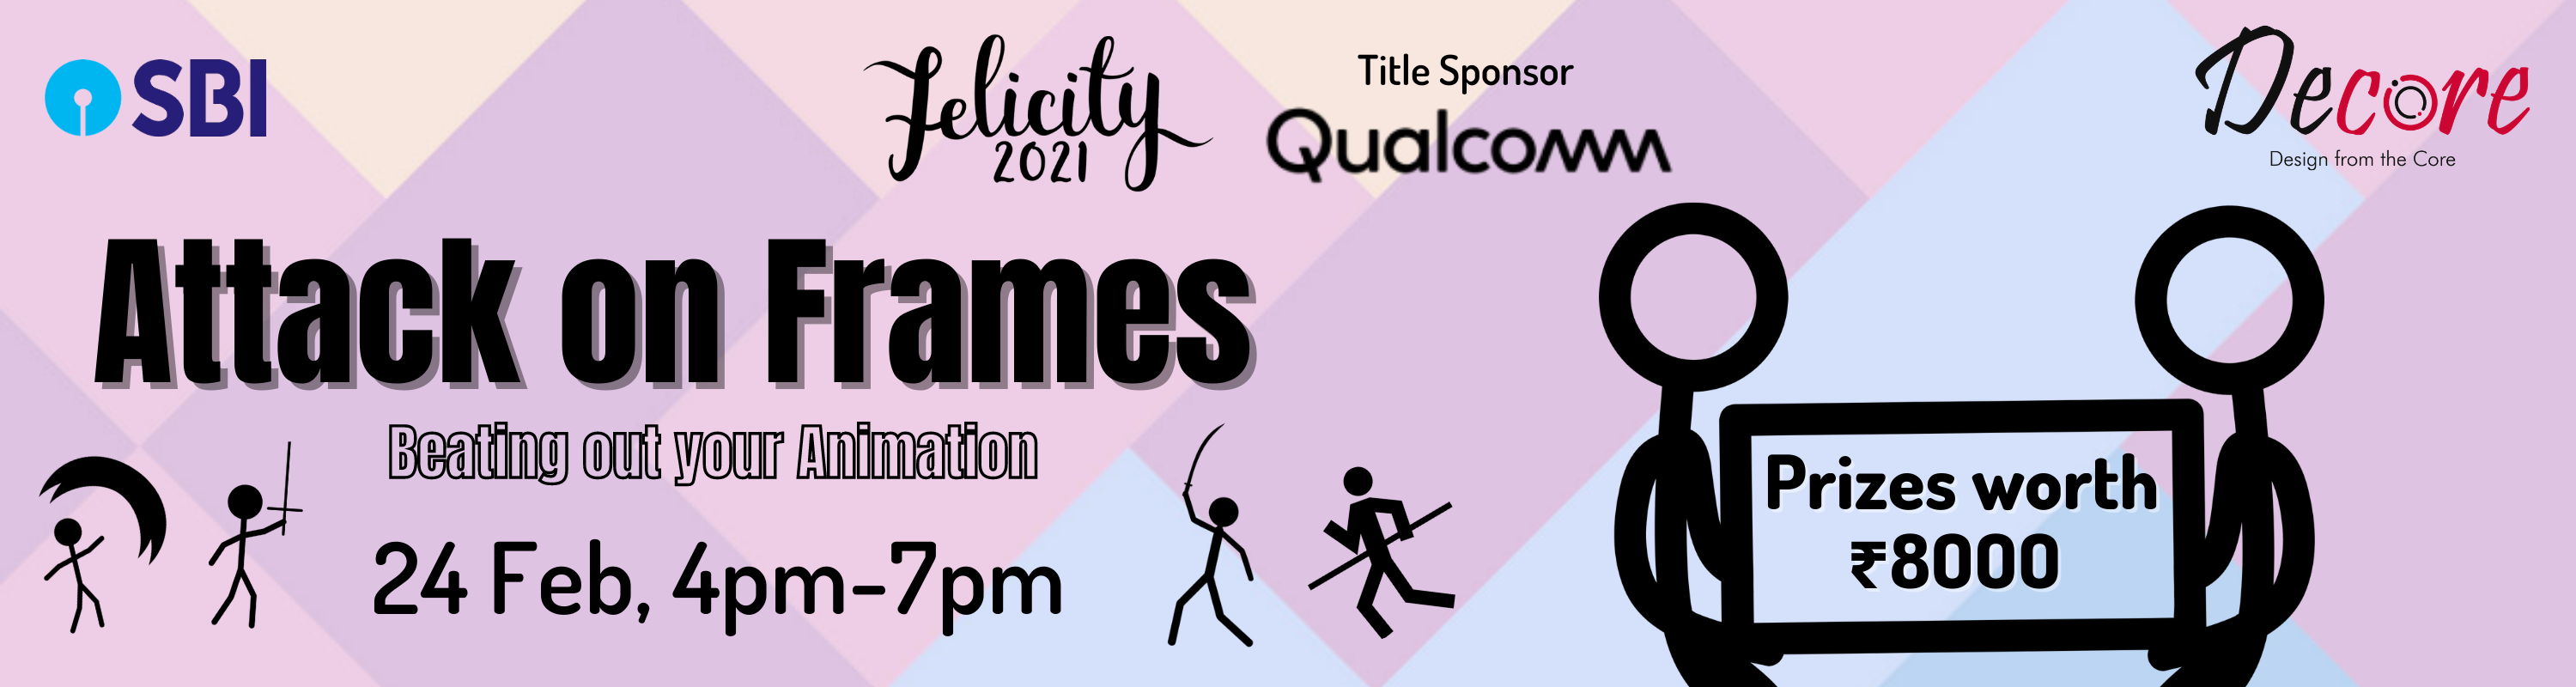 SBI
Felicity
2021
Title Sponsor
Qualcomm
Decore
Design from the Core
Attack on Frames
Beating out your Animation
24 Feb, 4pm-7pm
Prizes worth
₹8000